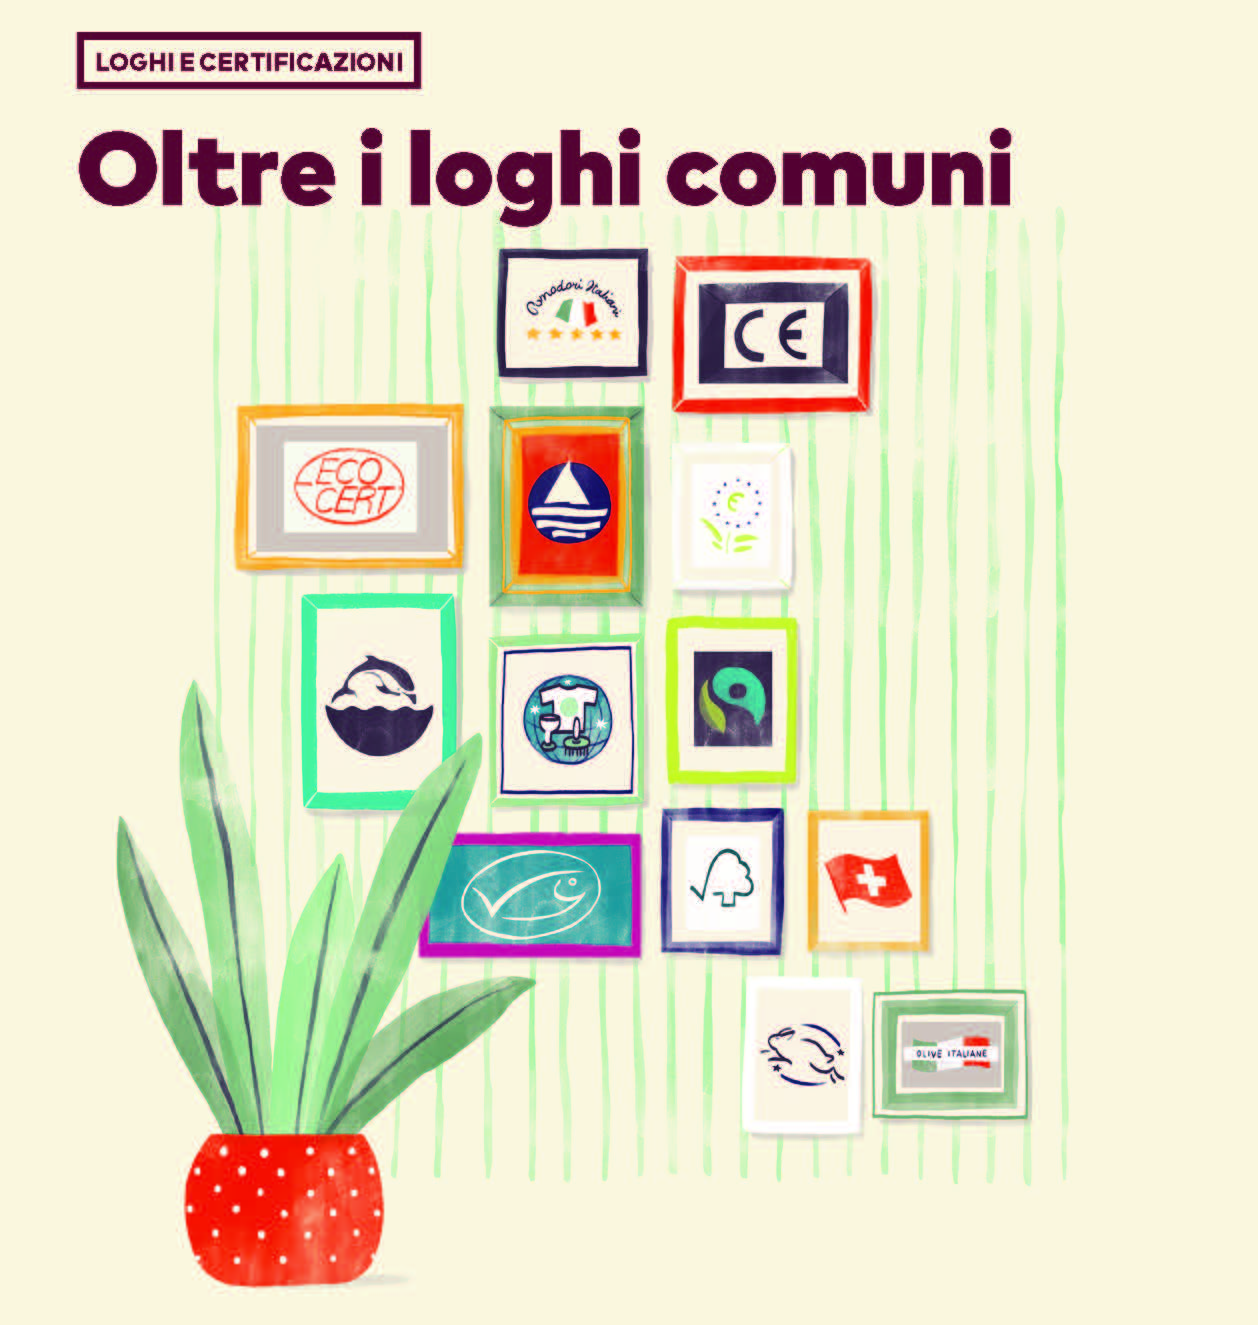 LOGHI E CERTIFICAZIONI
Oltre i loghi comuni
Pomodori Italiani
CE
ECO
CERT
OLIVE ITALIANE